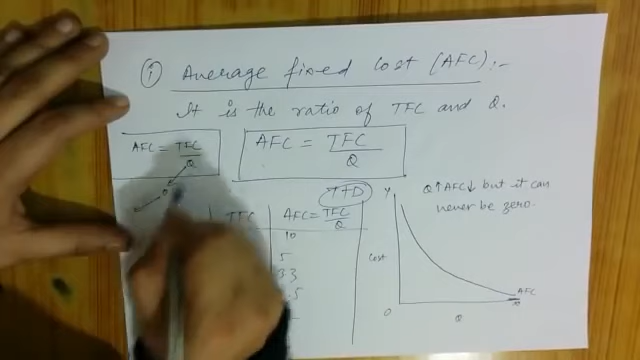 (i) Average fixed Cost (AFC):-
It is the ratio of TFC and Q.
AFC = TFC/Q
AFC = TFC/Q
0
T+D
TFC
AFC = TFC/Q
10
5
3.3
.5
Q↑AFC↓ but it can
never be zero.
Y
Cost
AFC
O
Q